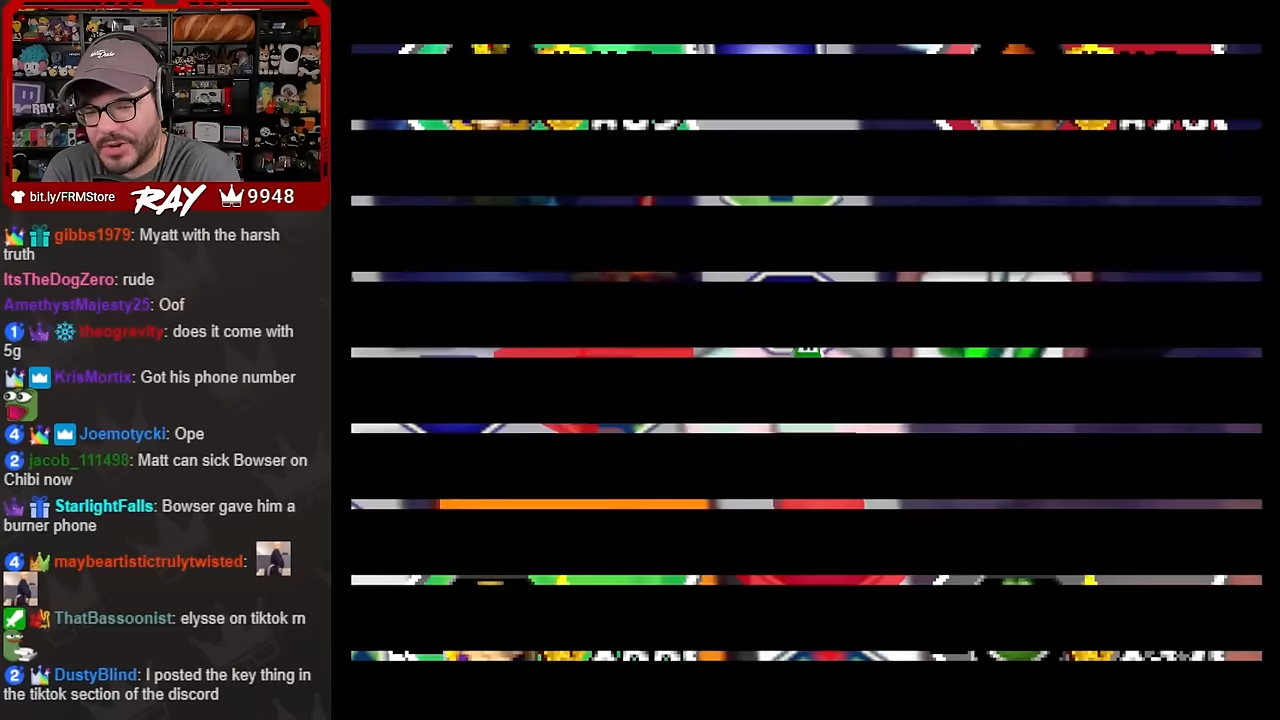 bit.ly/FRMStore RAY 9948
gibbs1979: Myatt with the harsh
truth
ItsTheDogZero: rude
AmethystMajesty25: Oof
1 theogravity: does it come with
5g
KrisMortix: Got his phone number
4 Joemotycki: Ope
2 jacob_111498: Matt can sick Bowser on
Chibi now
StarlightFalls: Bowser gave him a
burner phone
4 maybeartistictrulytwisted:
ThatBassoonist: elysse on tiktok rn
2 DustyBlind: I posted the key thing in
the tiktok section of the discord